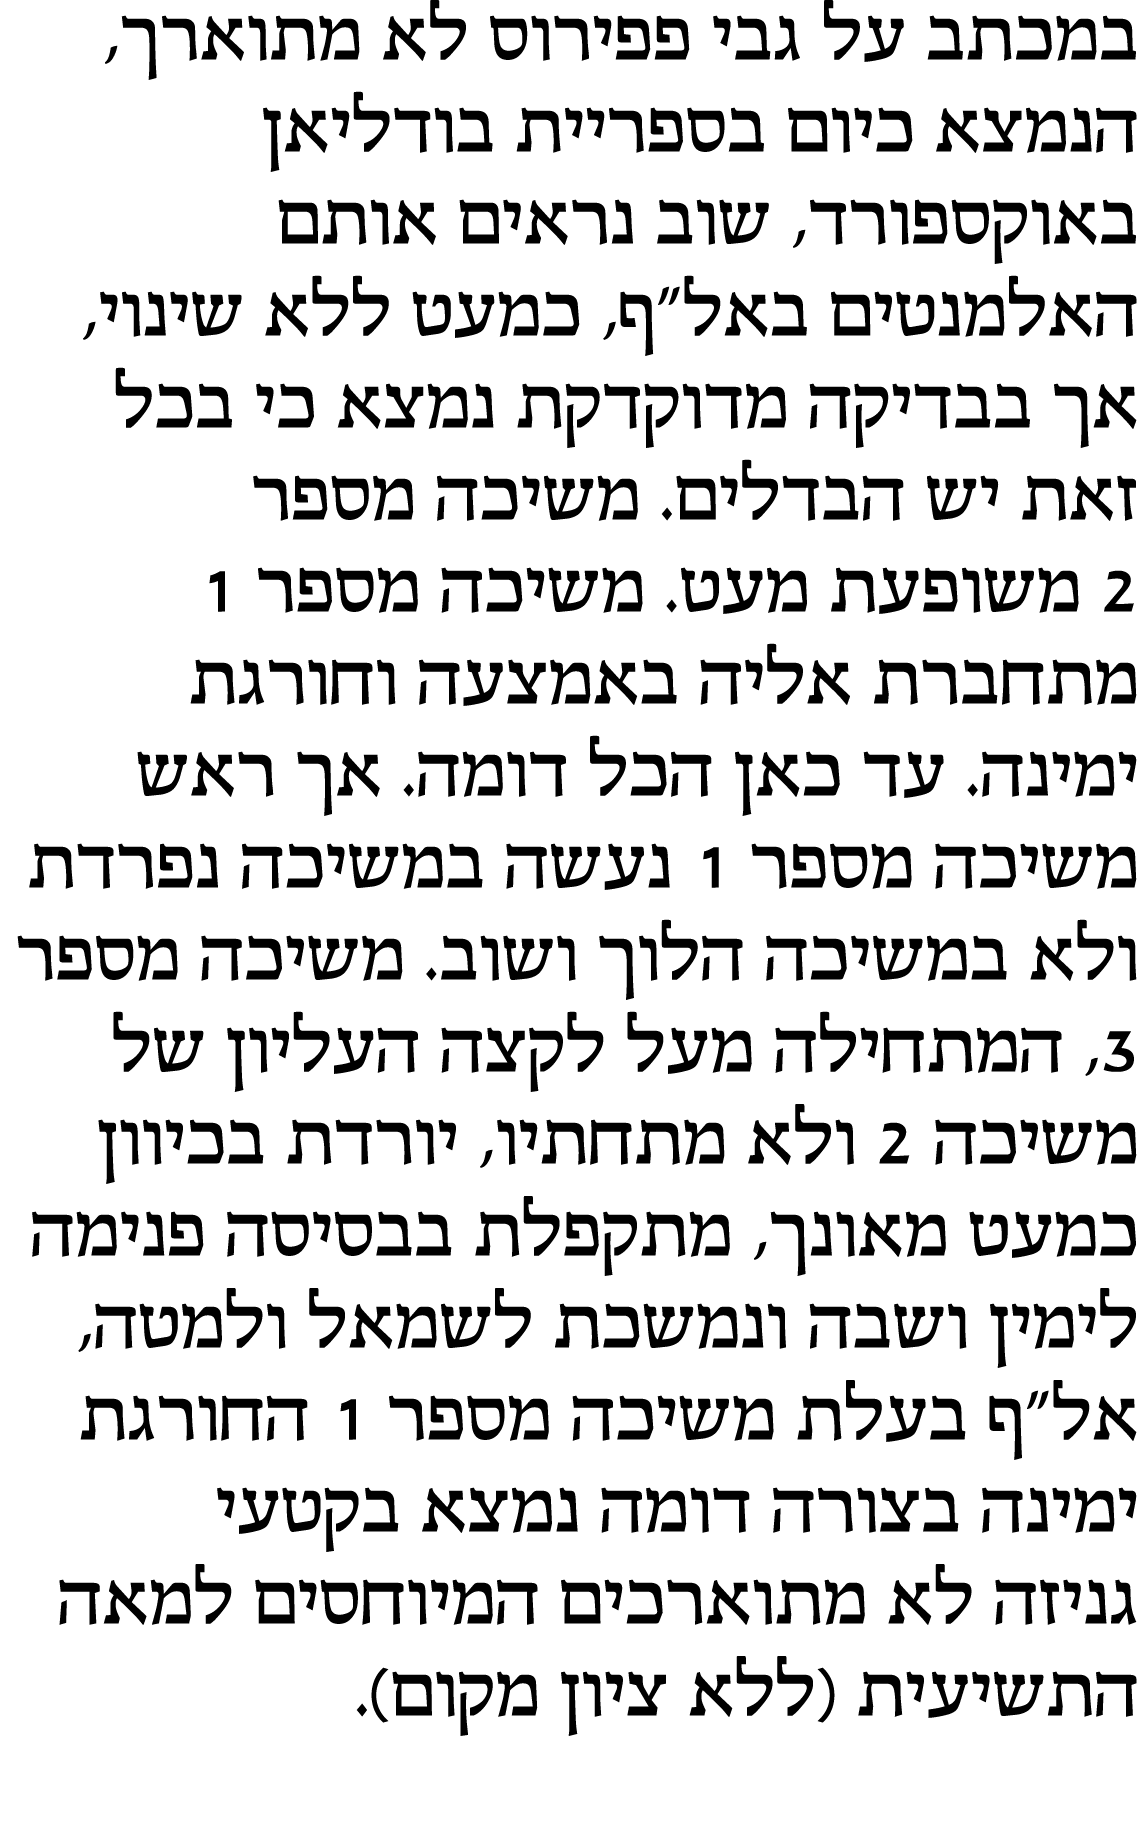 במכתב על גבי פפירוס לא מתוארך,
הנמצא כיום בספריית בודליאן
באוקספורד, שוב נראים אותם
האלמנטים באל״ף, כמעט ללא שינוי,
אך בבדיקה מדוקדקת נמצא כי בכל
זאת יש הבדלים. משיכה מספר
2 משופעת מעט. משיכה מספר 1
מתחברת אליה באמצעה וחורגת
ימינה. עד כאן הכל דומה. אך ראש
משיכה מספר 1 נעשה במשיכה נפרדת
ולא במשיכה הלוך ושוב. משיכה מספר
3, המתחילה מעל לקצה העליון של
משיכה 2 ולא מתחתיו, יורדת בכיוון
כמעט מאונך, מתקפלת בבסיסה פנימה
לימין ושבה ונמשכת לשמאל ולמטה,
אל״ף בעלת משיכה מספר 1 החורגת
ימינה בצורה דומה נמצא בקטעי
גניזה לא מתוארכים המיוחסים למאה
התשיעית (ללא ציון מקום).